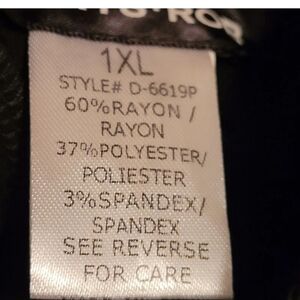 1XL
STYLE# D-6619P
60%RAYON /
RAYON
37%POLYESTER/
POLIESTER
3%SPANDEX/
SPANDEX
SEE REVERSE
FOR CARE